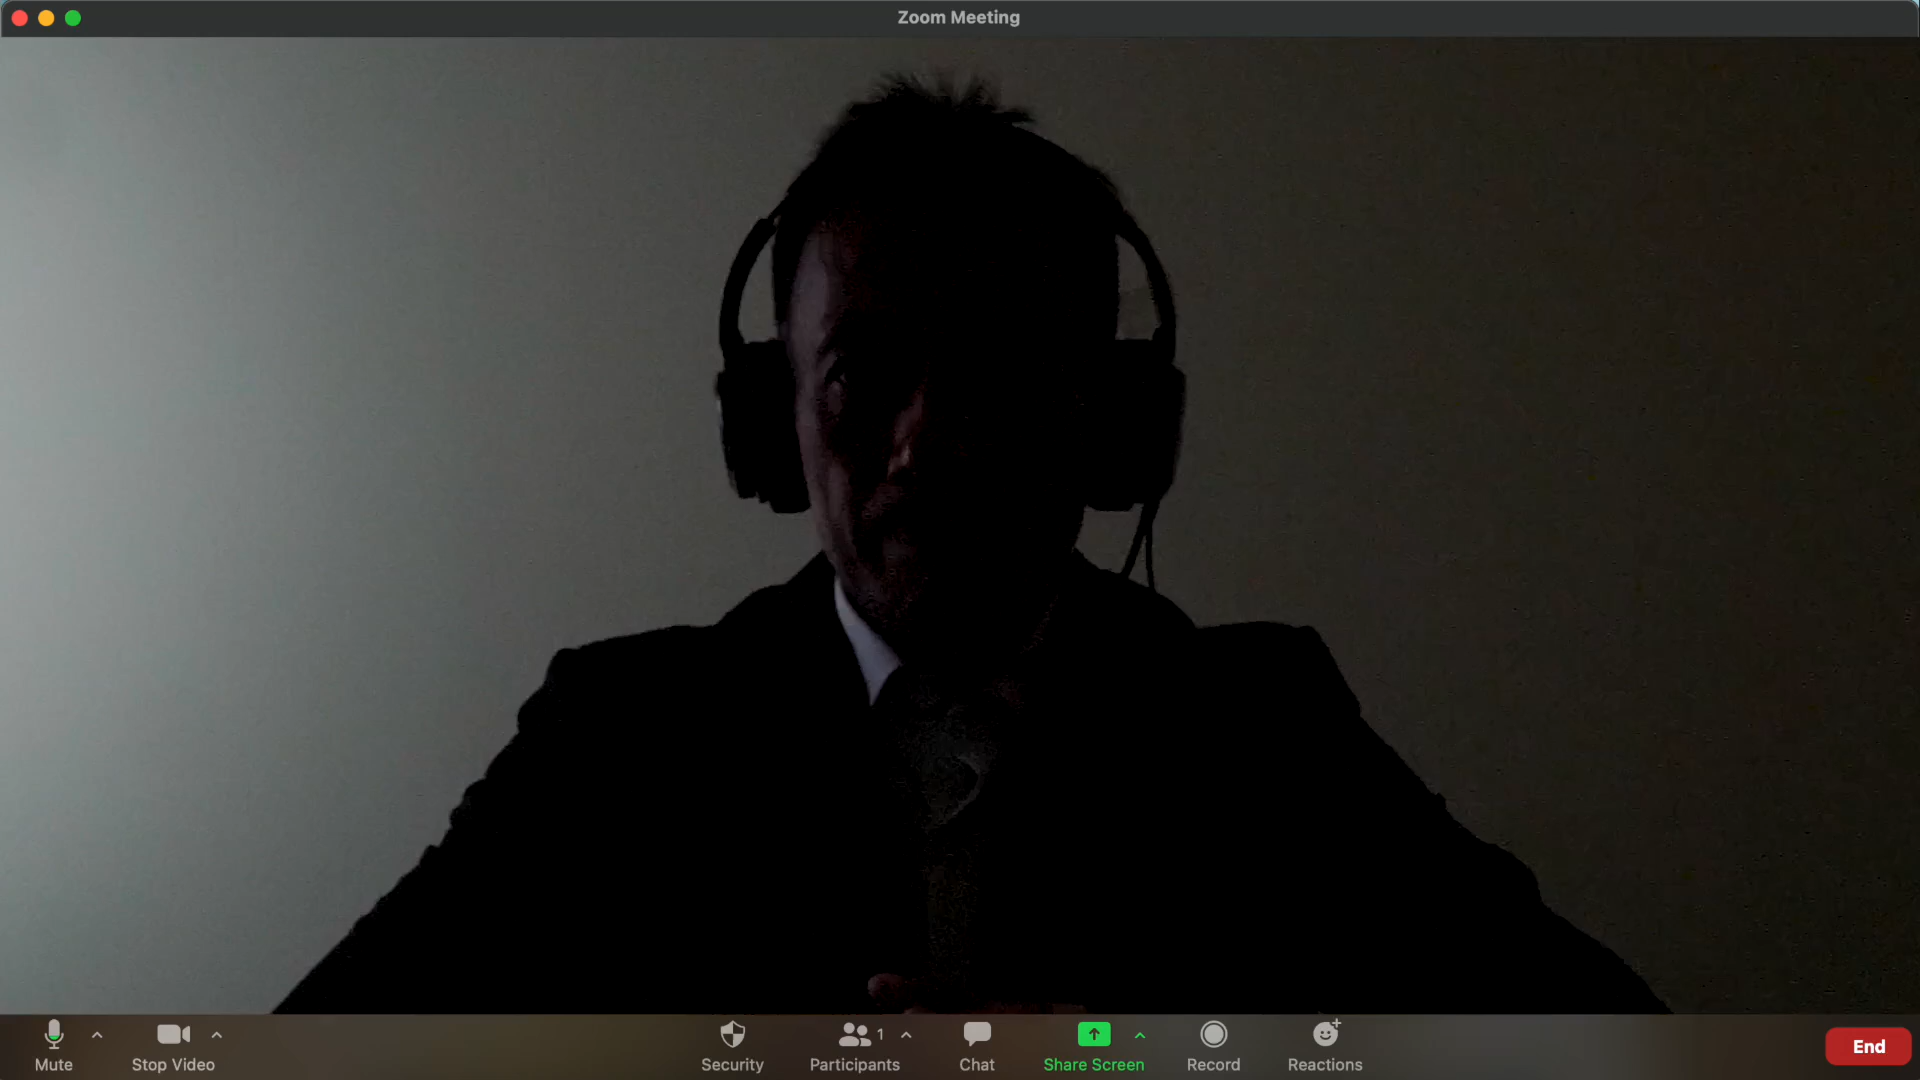 Zoom Meeting
Mute
Stop Video
Security
1
Participants
Chat
Share Screen
Record
Reactions
End